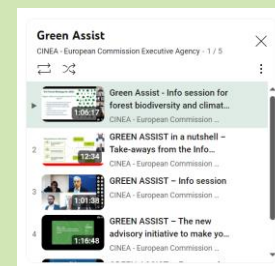 Green Assist
CINEA - European Commission Executive Agency - 1 / 5
Green Assist - Info session for
forest biodiversity and climat...
CINEA - European Commission ...
1:06:17
2
GREEN ASSIST in a nutshell –
Take-aways from the Info...
CINEA - European Commission ...
12:34
3
GREEN ASSIST – Info session
CINEA - European Commission ...
1:01:38
4
GREEN ASSIST – The new
advisory initiative to make yo...
CINEA - European Commission ...
1:16:48